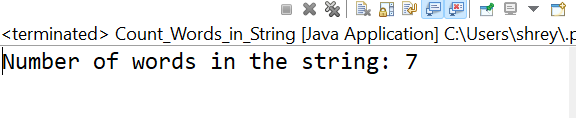 <terminated> Count_Words_in_String [Java Application] C:\Users\shrey\.p
Number of words in the string: 7